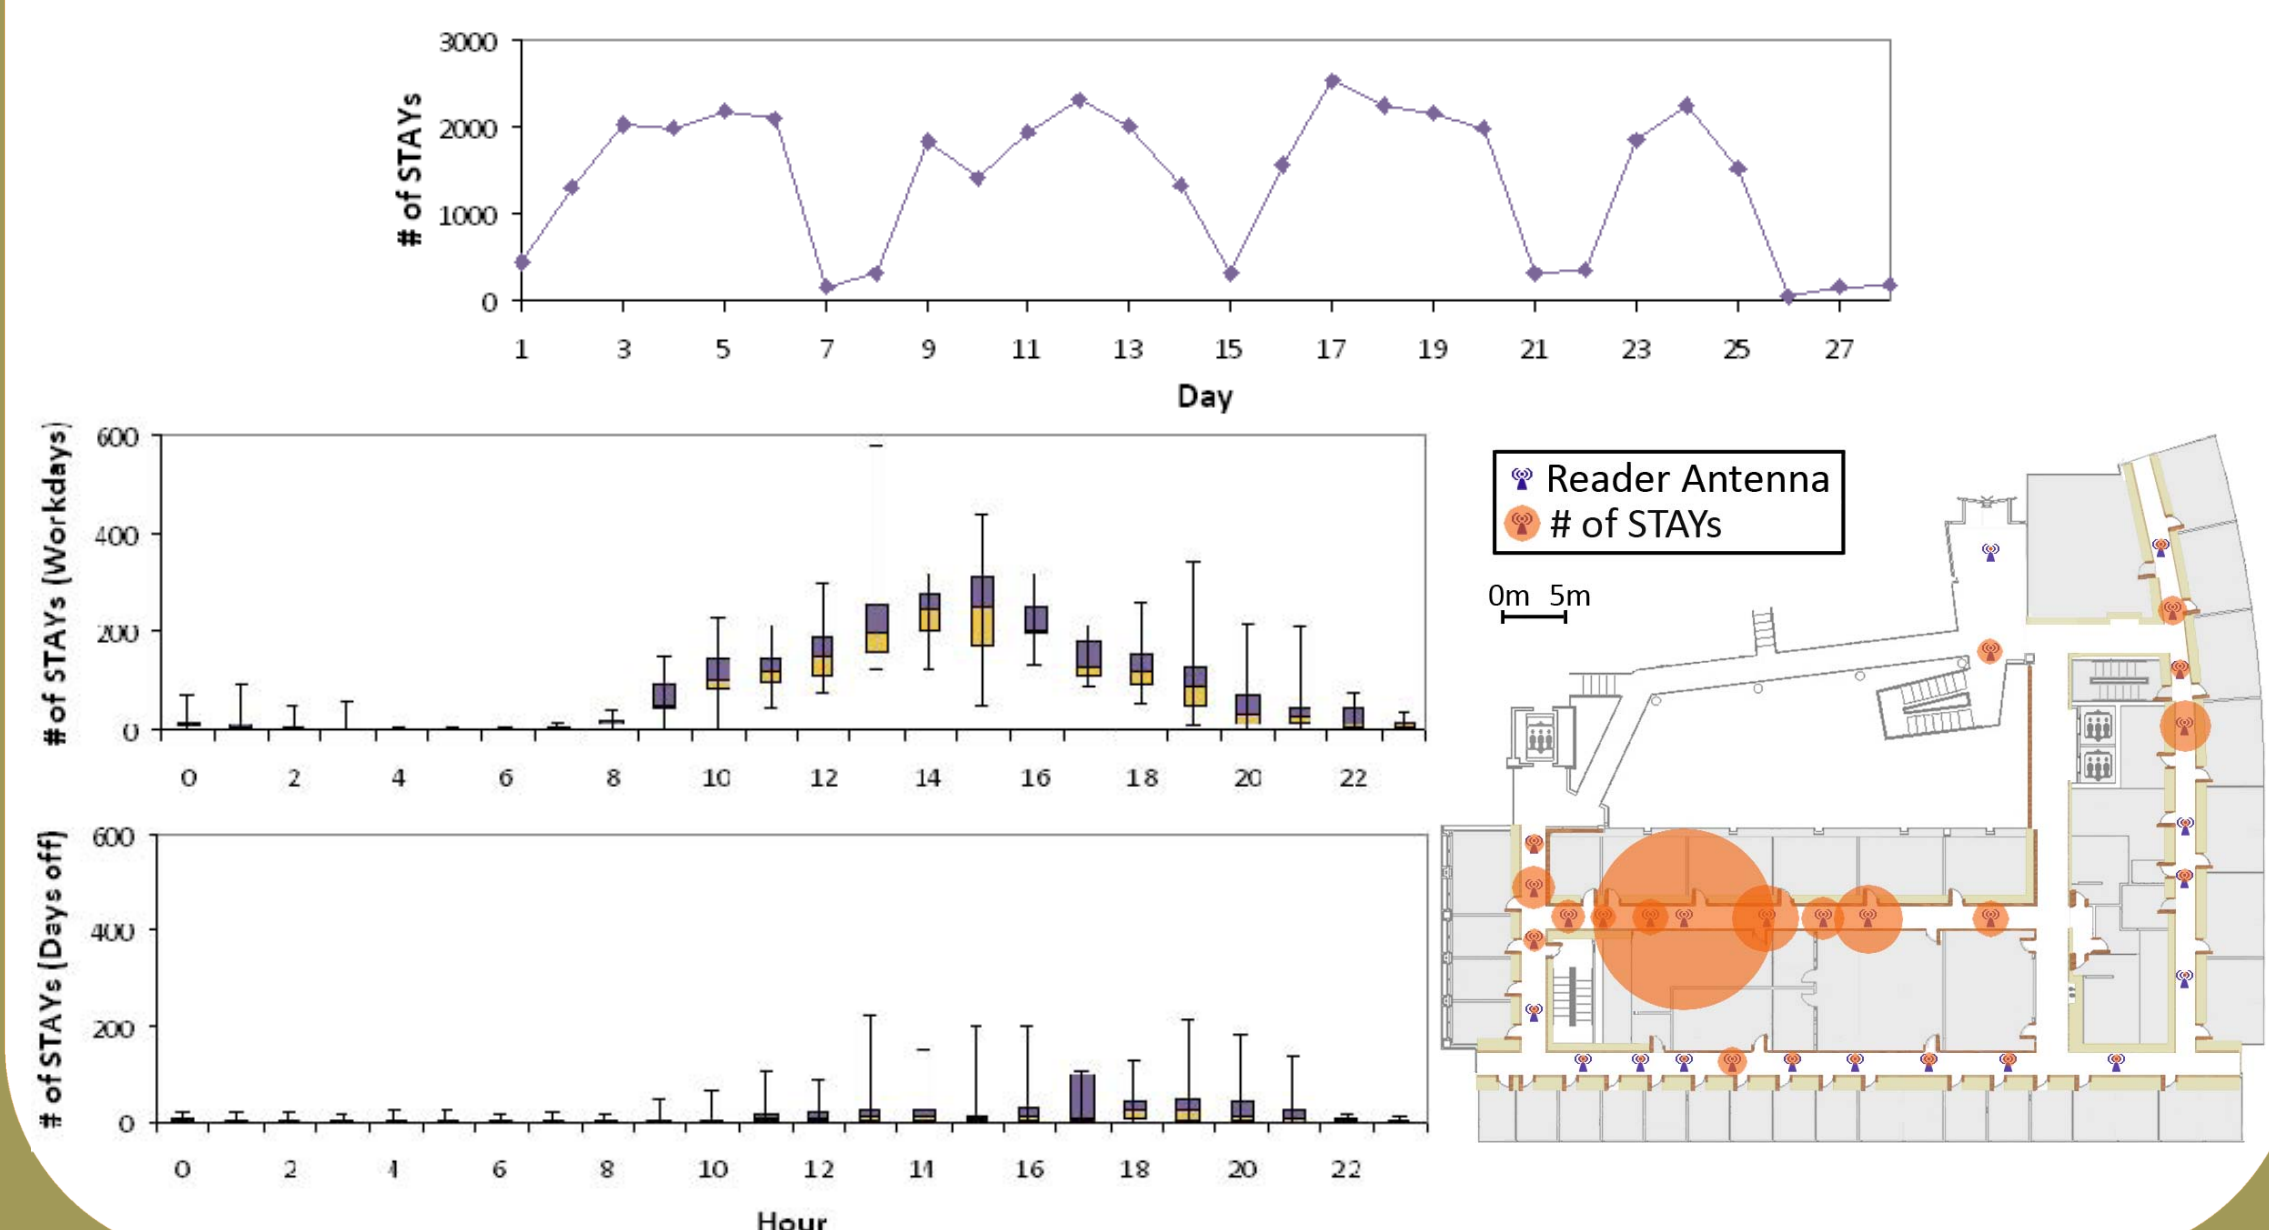 3000
2000
1000
0
# of STAYs
1 3 5 7 9 11 13 15 17 19 21 23 25 27
Day
600
400
200
0
# of STAYs (Workdays)
0 2 4 6 8 10 12 14 16 18 20 22
600
400
200
0
# of STAYs (Days off)
0 2 4 6 8 10 12 14 16 18 20 22
Hour
Reader Antenna
# of STAYs
0m 5m